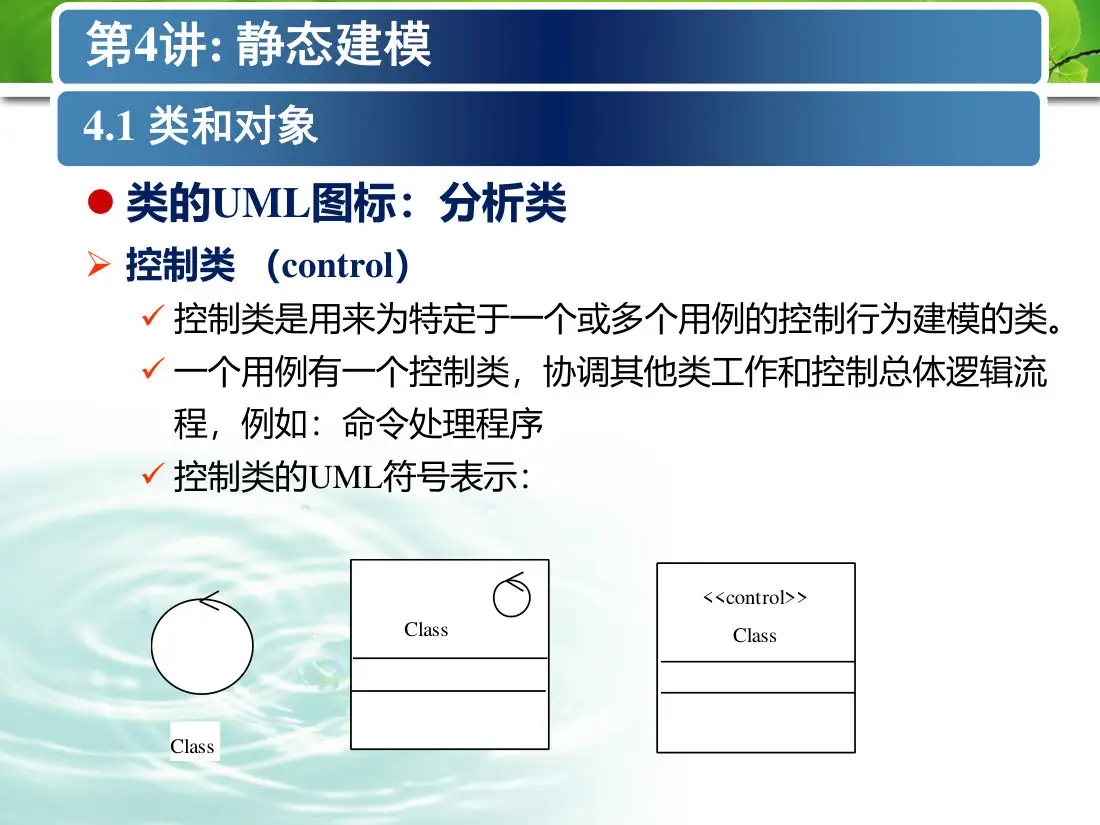 第4讲: 静态建模
4.1 类和对象
类的UML图标：分析类
控制类 （control）
控制类是用来为特定于一个或多个用例的控制行为建模的类。
一个用例有一个控制类，协调其他类工作和控制总体逻辑流
程，例如：命令处理程序
控制类的UML符号表示：
Class
Class
<<control>>
Class